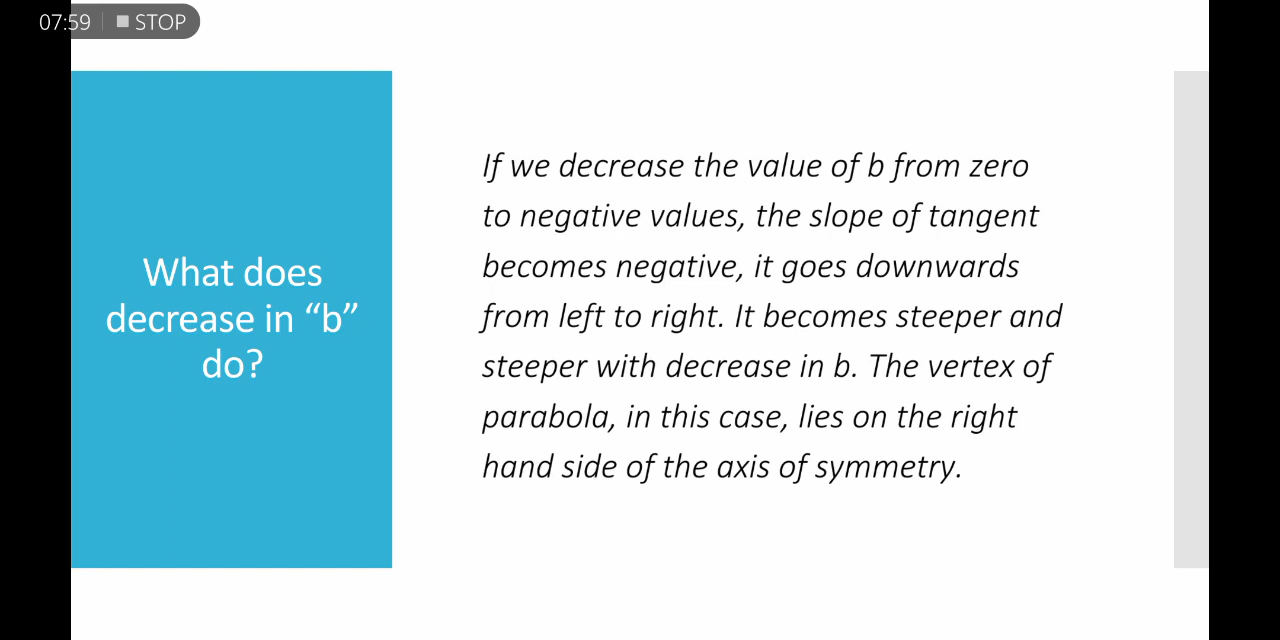 07:59 STOP
What does
decrease in “b”
do?
If we decrease the value of b from zero
to negative values, the slope of tangent
becomes negative, it goes downwards
from left to right. It becomes steeper and
steeper with decrease in b. The vertex of
parabola, in this case, lies on the right
hand side of the axis of symmetry.